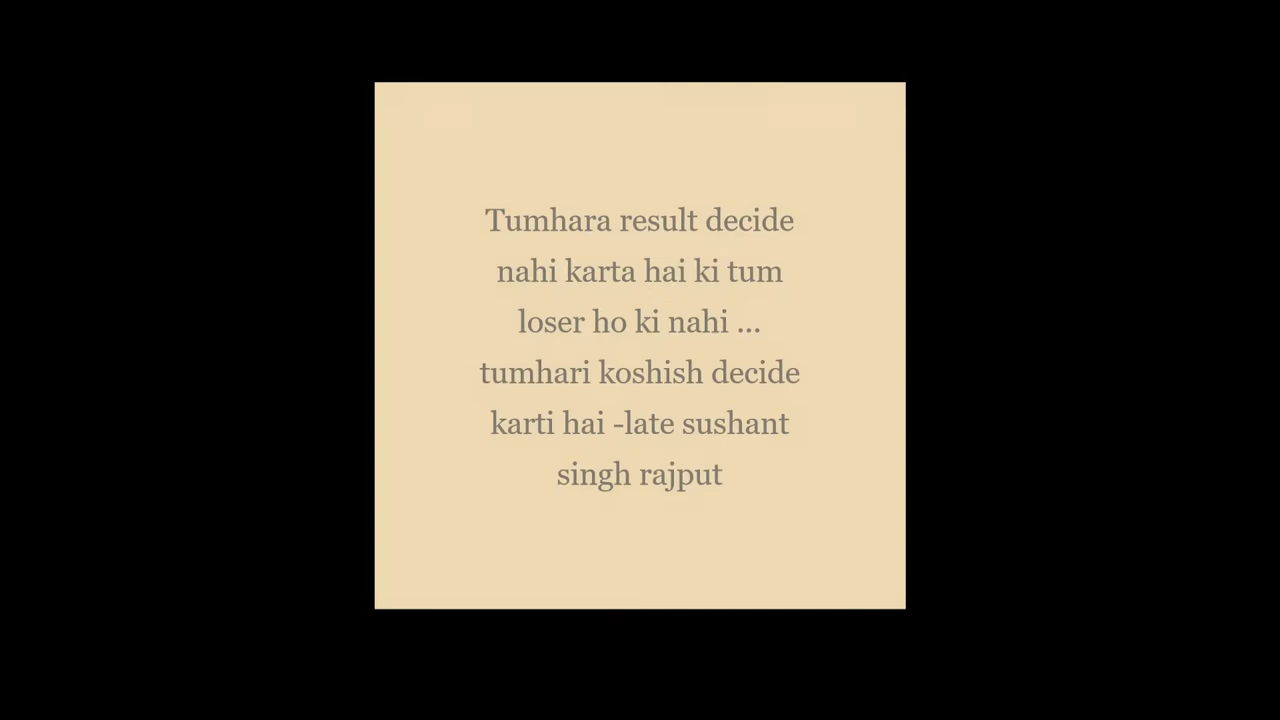 Tumhara result decide
nahi karta hai ki tum
loser ho ki nahi ...
tumhari koshish decide
karti hai -late sushant
singh rajput